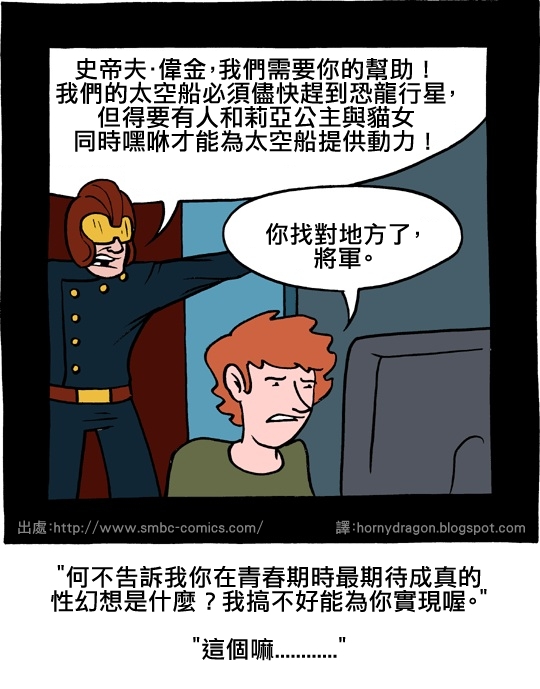 史帝夫·偉金，我們需要你的幫助！
我們的太空船必須儘快趕到恐龍行星，
但得要有人和莉亞公主與貓女
同時嘿咻才能為太空船提供動力！
你找對地方了，
將軍。
出處:http://www.smbc-comics.com/
譯:hornydragon.blogspot.com
"何不告訴我你在青春期時最期待成真的
性幻想是什麼？我搞不好能為你實現喔。"
"這個嘛............"